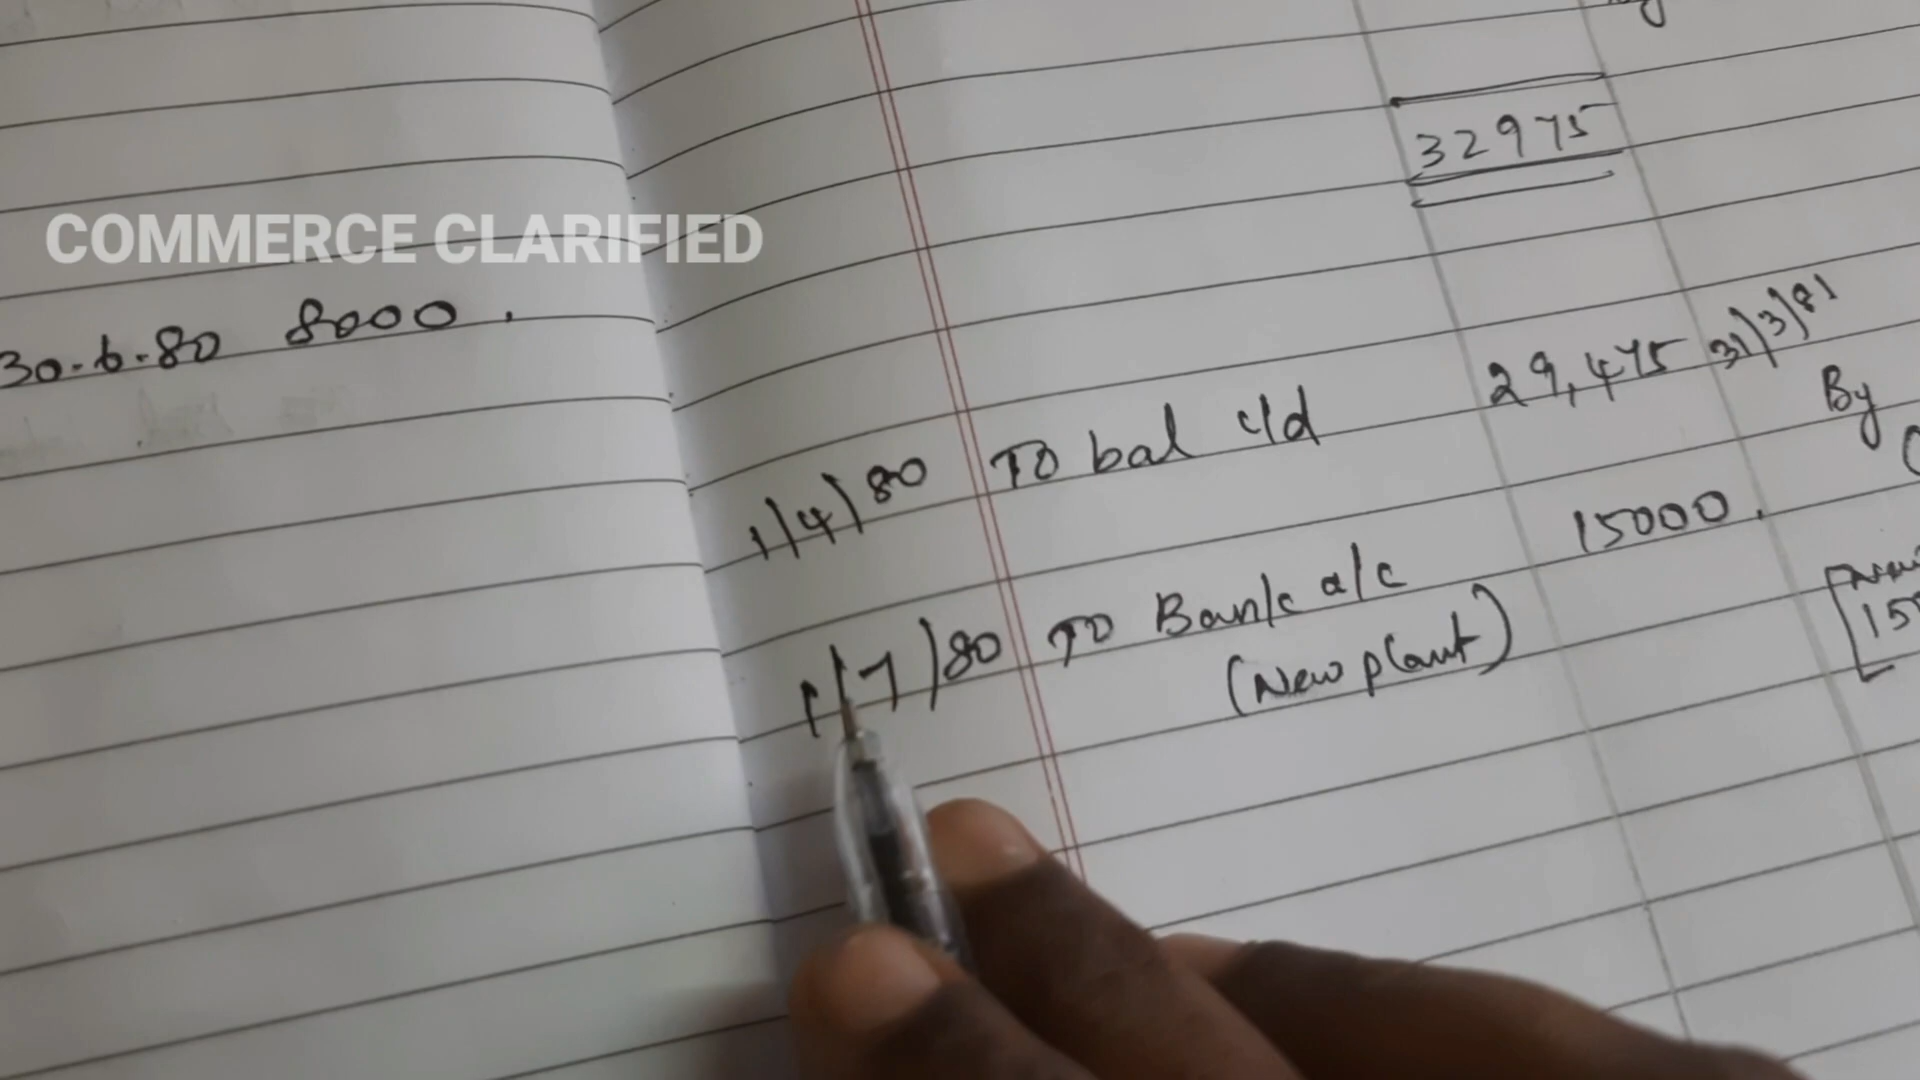 32975
COMMERCE CLARIFIED
30.6.80 8000.
1/4/80 To bal c/d 29,475 31/3/81
By
1/7/80 To Bank a/c 15000.
(New plant)